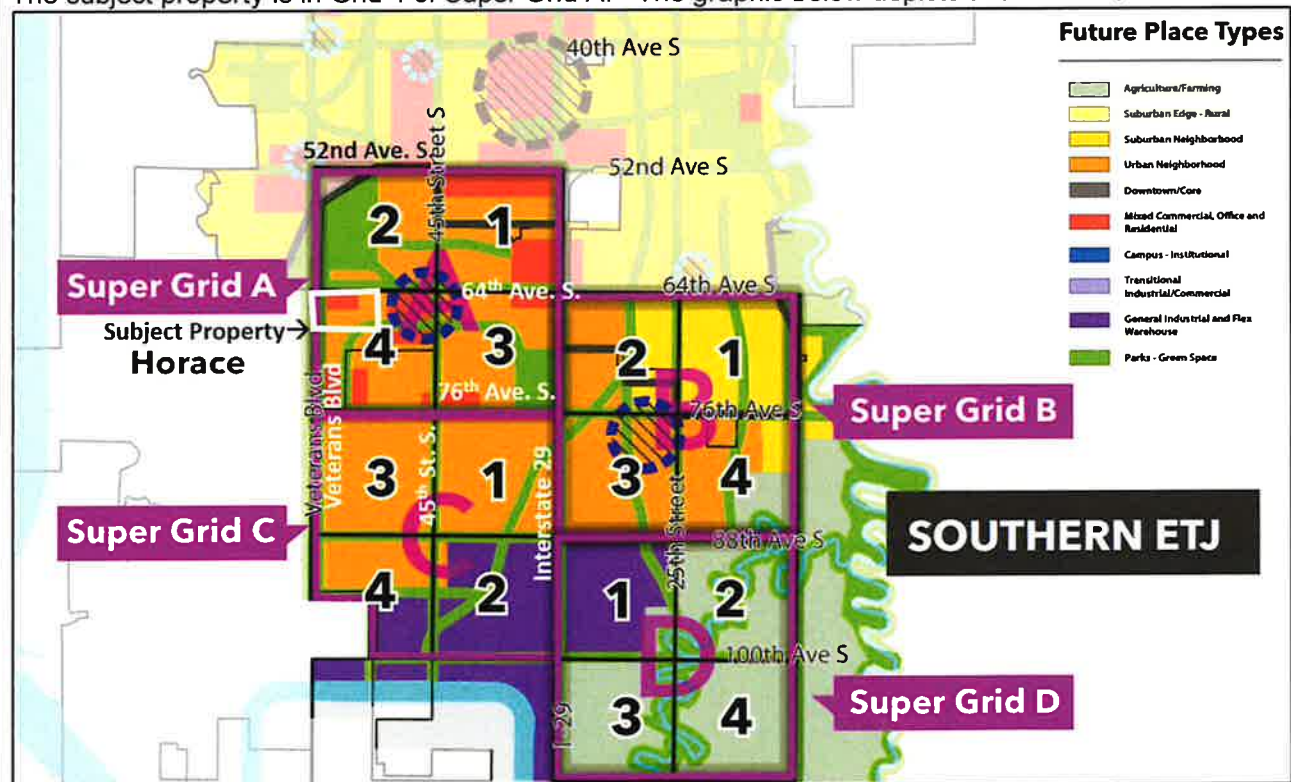 The subject property is in Grid 4 of Super Grid A.
Future Place Types
Agriculture/Farming
Suburban Edge - Rural
Suburban Neighborhood
Urban Neighborhood
Downtown/Core
Mixed Commercial, Office and
Residential
Campus - Institutional
Transitional
Industrial/Commercial
General Industrial and Flex
Warehouse
Parks - Green Space
40th Ave S
52nd Ave. S.
52nd Ave S
45th Street S
2
1
A
Super Grid A
64th Ave. S.
64th Ave S
Subject Property
Horace
4
3
2
1
76th Ave. S.
76th Ave S
B
Super Grid B
Veterans Blvd.
Veterans Blvd
3
1
3
4
45th St. S.
C
Interstate 29
25th Street
Super Grid C
88th Ave S
SOUTHERN ETJ
4
2
1
2
D
100th Ave S
3
4
I-29
Super Grid D